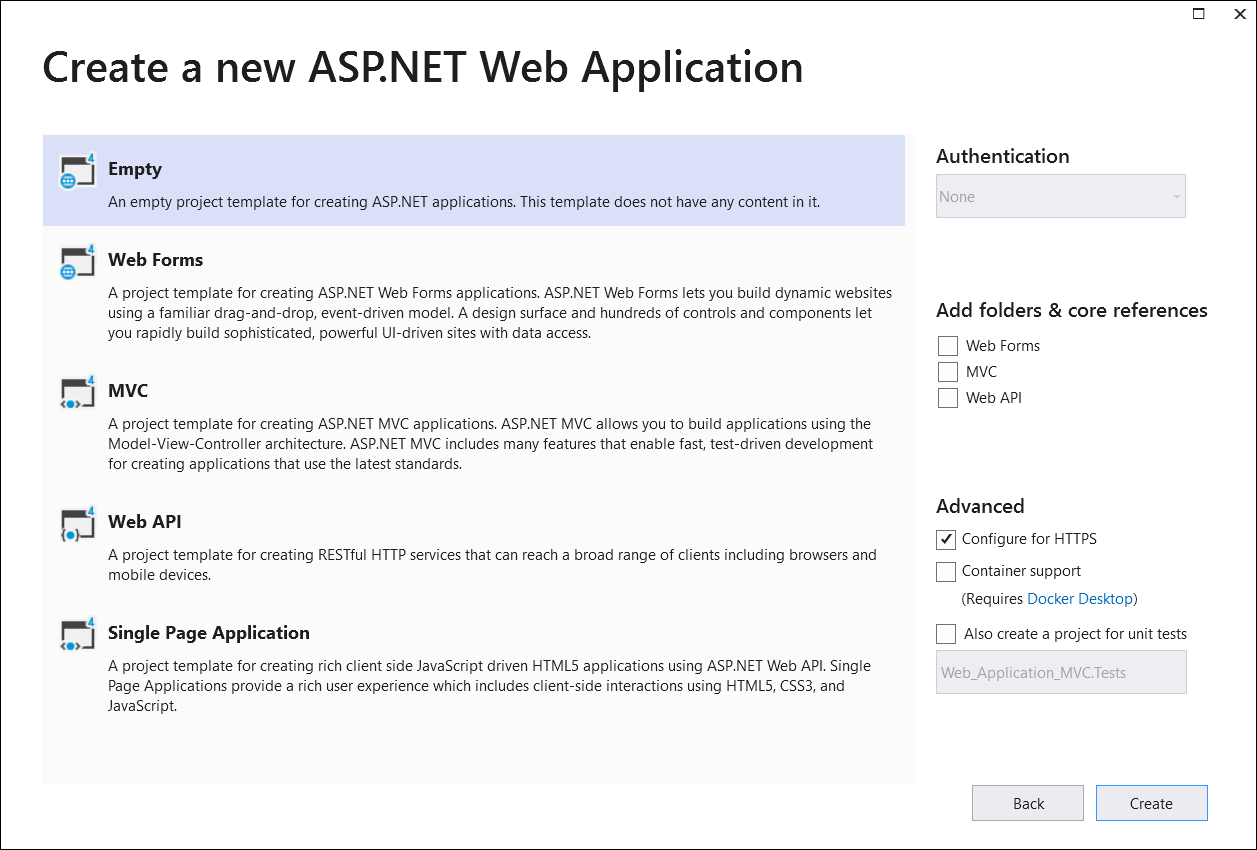 Create a new ASP.NET Web Application
Empty
An empty project template for creating ASP.NET applications. This template does not have any content in it.
Web Forms
A project template for creating ASP.NET Web Forms applications. ASP.NET Web Forms lets you build dynamic websites
using a familiar drag-and-drop, event-driven model. A design surface and hundreds of controls and components let
you rapidly build sophisticated, powerful UI-driven sites with data access.
MVC
A project template for creating ASP.NET MVC applications. ASP.NET MVC allows you to build applications using the
Model-View-Controller architecture. ASP.NET MVC includes many features that enable fast, test-driven development
for creating applications that use the latest standards.
Web API
A project template for creating RESTful HTTP services that can reach a broad range of clients including browsers and
mobile devices.
Single Page Application
A project template for creating rich client side JavaScript driven HTML5 applications using ASP.NET Web API. Single
Page Applications provide a rich user experience which includes client-side interactions using HTML5, CSS3, and
JavaScript.
Authentication
None
Add folders & core references
Web Forms
MVC
Web API
Advanced
Configure for HTTPS
Container support
(Requires Docker Desktop)
Also create a project for unit tests
Web_Application_MVC.Tests
Back
Create